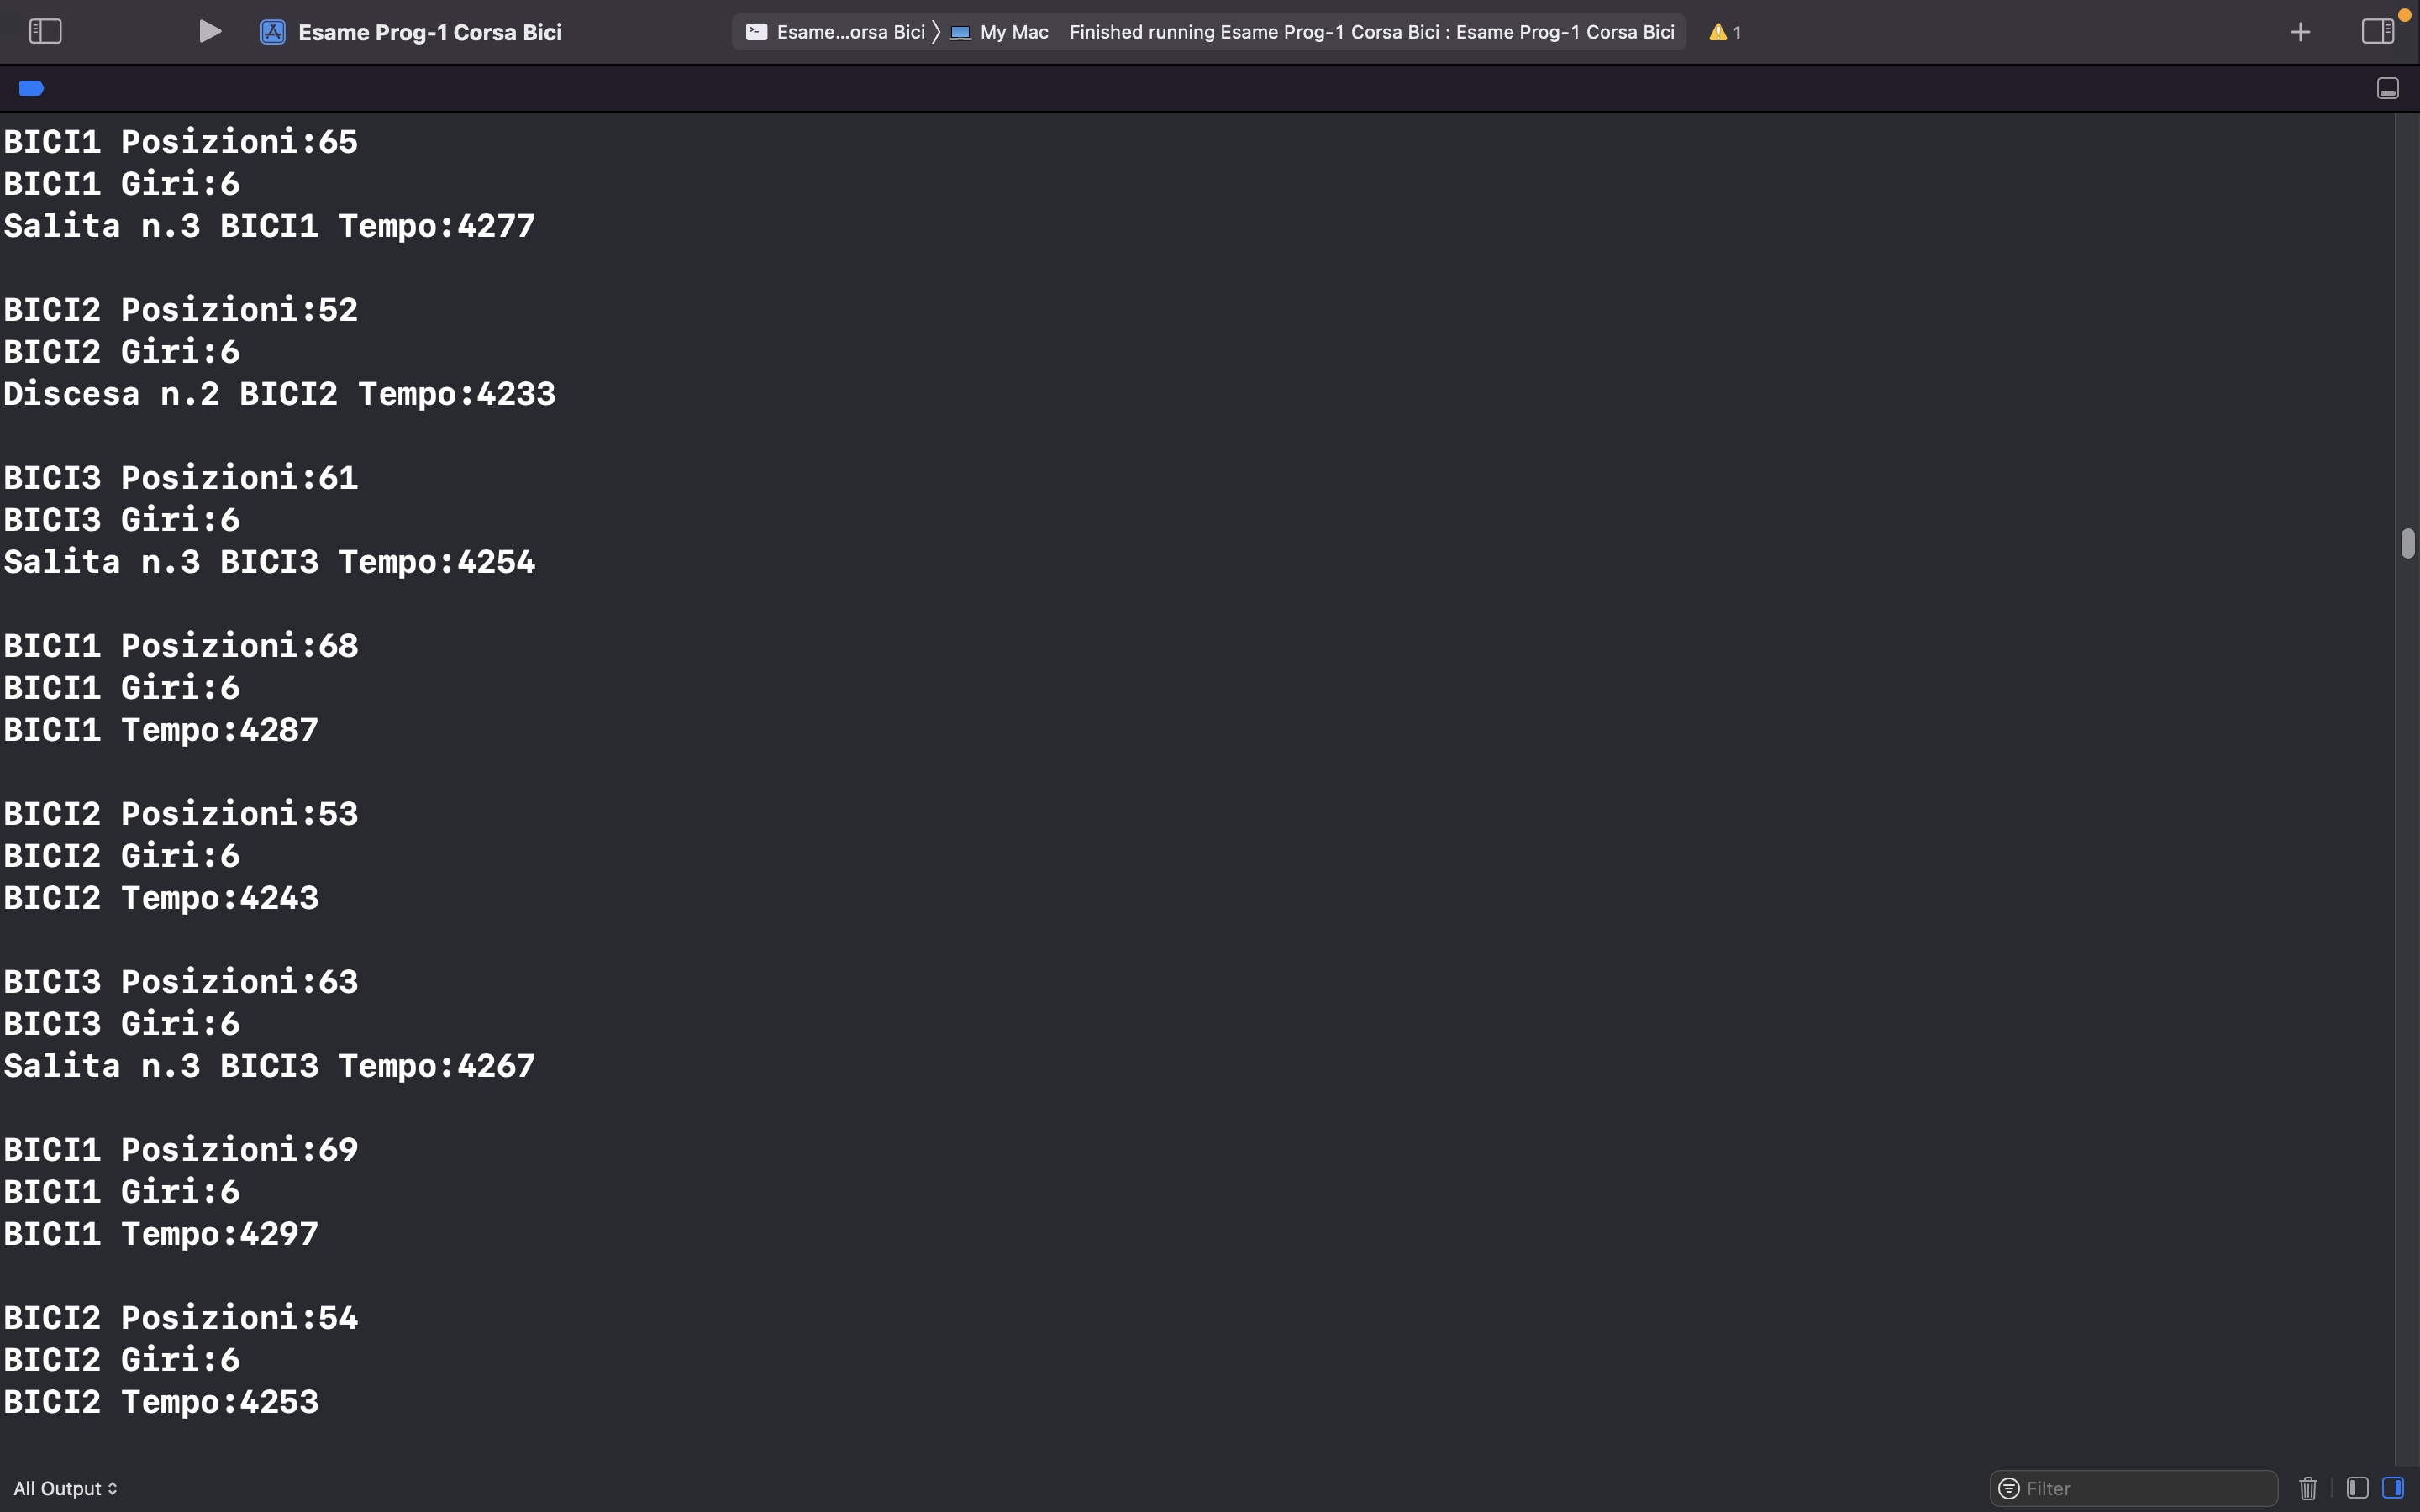 Esame Prog-1 Corsa Bici
Esame...orsa Bici
My Mac
Finished running Esame Prog-1 Corsa Bici : Esame Prog-1 Corsa Bici
1
BICI1 Posizioni:65
BICI1 Giri:6
Salita n.3 BICI1 Tempo:4277
BICI2 Posizioni:52
BICI2 Giri:6
Discesa n.2 BICI2 Tempo:4233
BICI3 Posizioni:61
BICI3 Giri:6
Salita n.3 BICI3 Tempo:4254
BICI1 Posizioni:68
BICI1 Giri:6
BICI1 Tempo:4287
BICI2 Posizioni:53
BICI2 Giri:6
BICI2 Tempo:4243
BICI3 Posizioni:63
BICI3 Giri:6
Salita n.3 BICI3 Tempo:4267
BICI1 Posizioni:69
BICI1 Giri:6
BICI1 Tempo:4297
BICI2 Posizioni:54
BICI2 Giri:6
BICI2 Tempo:4253
All Output
Filter